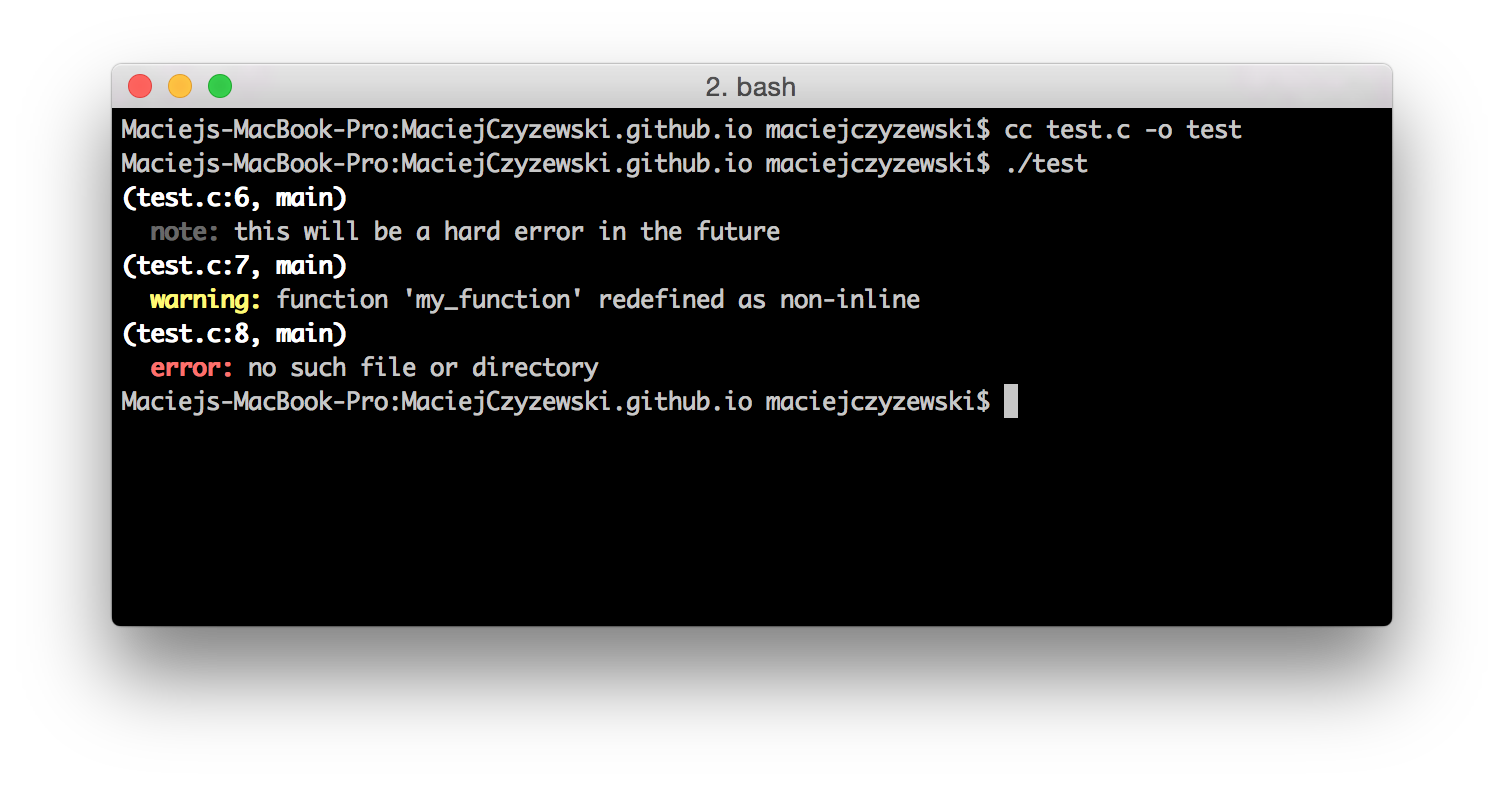 2. bash
Maciejs-MacBook-Pro:MaciejCzyzewski.github.io maciejczyzewski$ cc test.c -o test
Maciejs-MacBook-Pro:MaciejCzyzewski.github.io maciejczyzewski$ ./test
(test.c:6, main)
  note: this will be a hard error in the future
(test.c:7, main)
  warning: function 'my_function' redefined as non-inline
(test.c:8, main)
  error: no such file or directory
Maciejs-MacBook-Pro:MaciejCzyzewski.github.io maciejczyzewski$